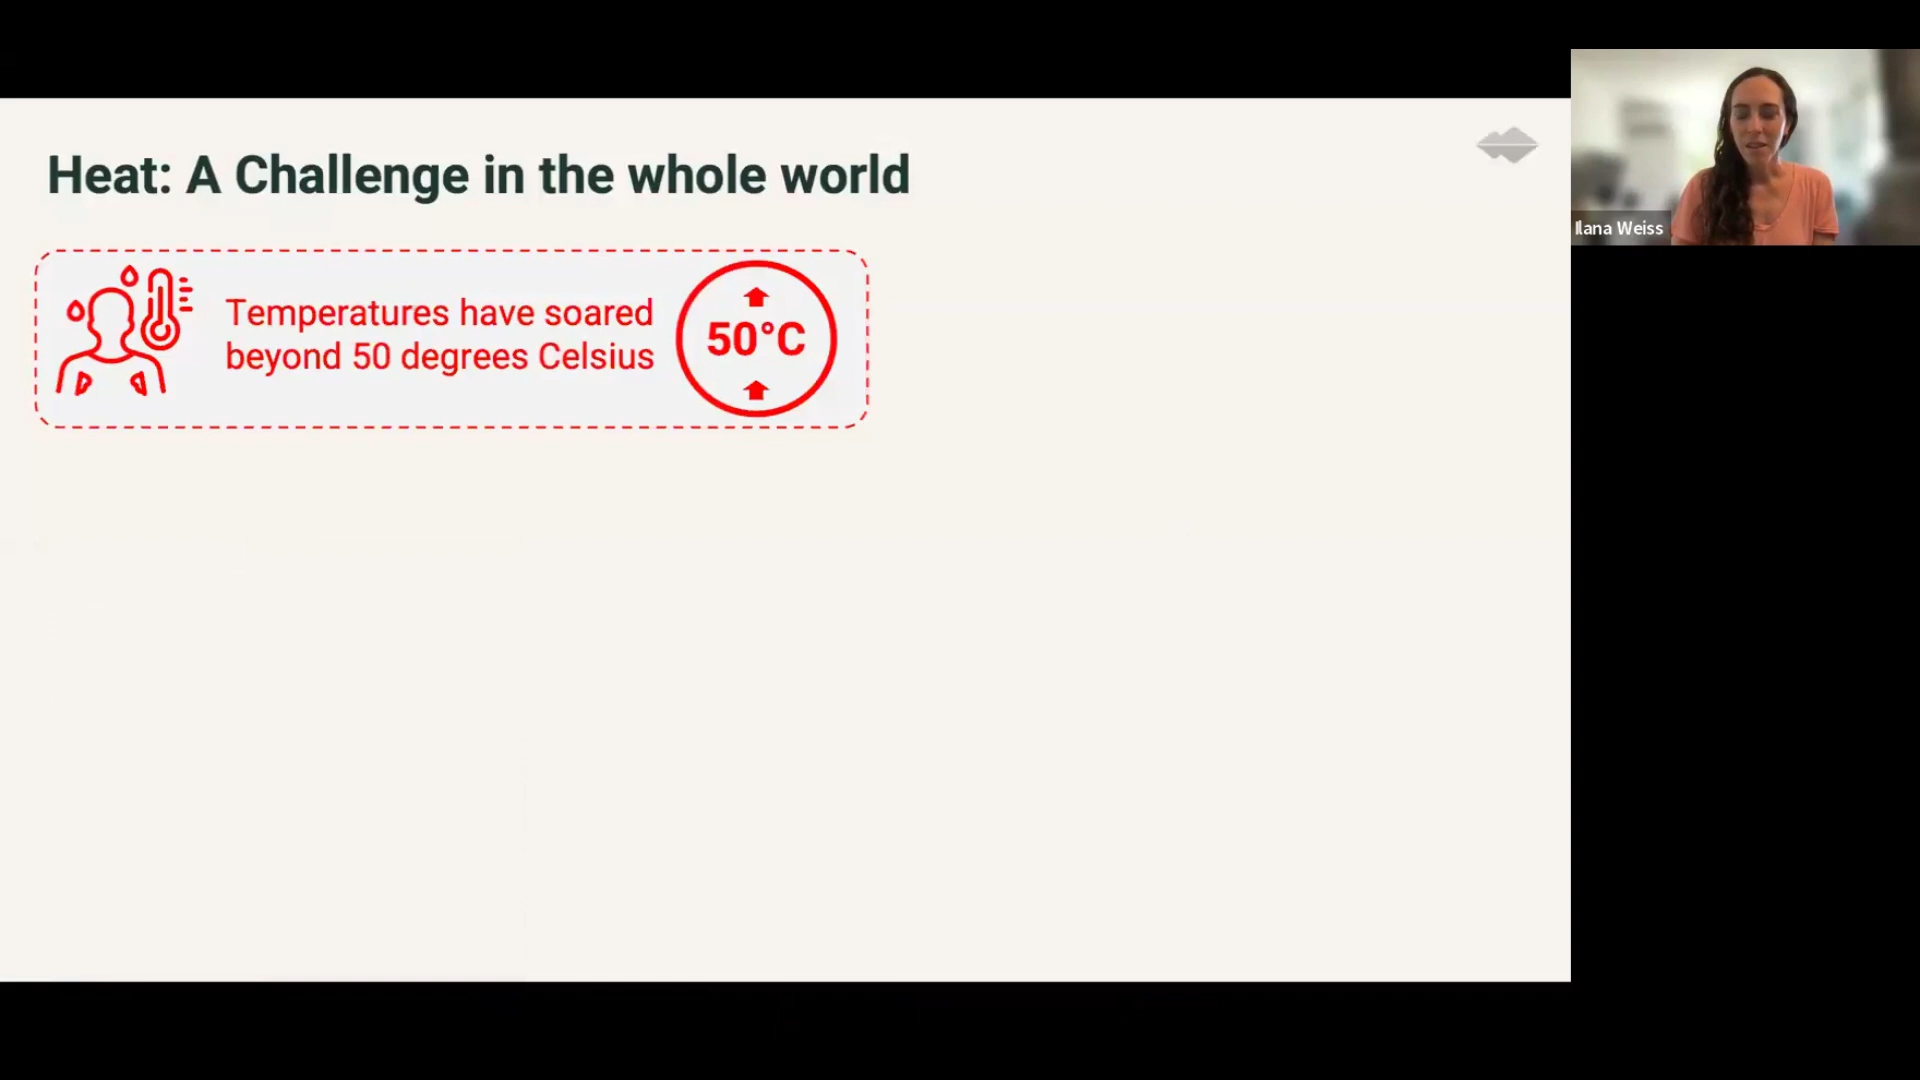 Heat: A Challenge in the whole world
Temperatures have soared
beyond 50 degrees Celsius
50°C
Ilana Weiss